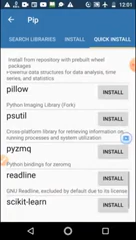 12:01
Pip
SEARCH LIBRARIES INSTALL QUICK INSTALL
Install from repository with prebuilt wheel
packages
Powerful data structures for data analysis, time
series, and statistics
pillow
INSTALL
Python Imaging Library (Fork)
psutil
INSTALL
Cross-platform library for retrieving information on
running processes and system utilization
pyzmq
INSTALL
Python bindings for zeromq
readline
INSTALL
GNU Readline, excluded by default due to its license
scikit-learn
INSTALL